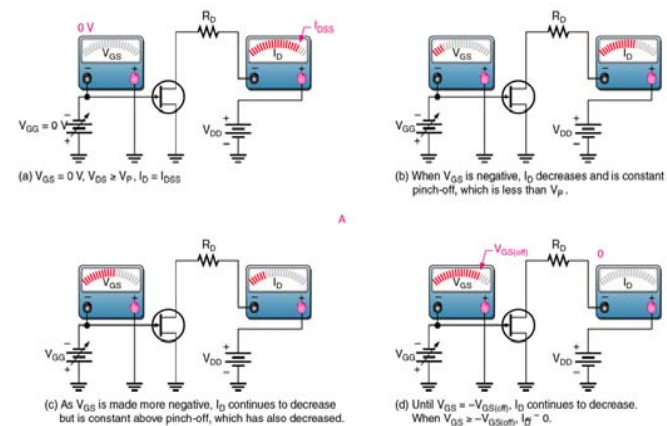 0 V
V_GS
R_D
I_D
I_DSS
V_GG = 0 V
V_DD
(a) V_GS = 0 V, V_DS ≥ V_P, I_D = I_DSS
V_GS
R_D
I_D
V_GG
V_DD
(b) When V_GS is negative, I_D decreases and is constant
pinch-off, which is less than V_P.
A
V_GS
R_D
I_D
V_GG
V_DD
(c) As V_GS is made more negative, I_D continues to decrease
but is constant above pinch-off, which has also decreased.
V_GS(off)
V_GS
R_D
0
I_D
V_GG
V_DD
(d) Until V_GS = –V_GS(off), I_D continues to decrease.
When V_GS ≥ –V_GS(off), I_D ≅ 0.